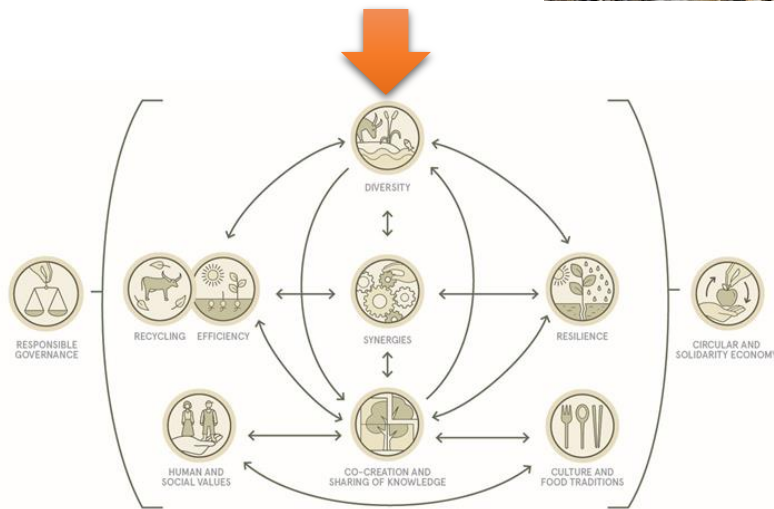 DIVERSITY
RECYCLING
EFFICIENCY
SYNERGIES
RESILIENCE
RESPONSIBLE
GOVERNANCE
CIRCULAR AND
SOLIDARITY ECONOMY
HUMAN AND
SOCIAL VALUES
CO-CREATION AND
SHARING OF KNOWLEDGE
CULTURE AND
FOOD TRADITIONS